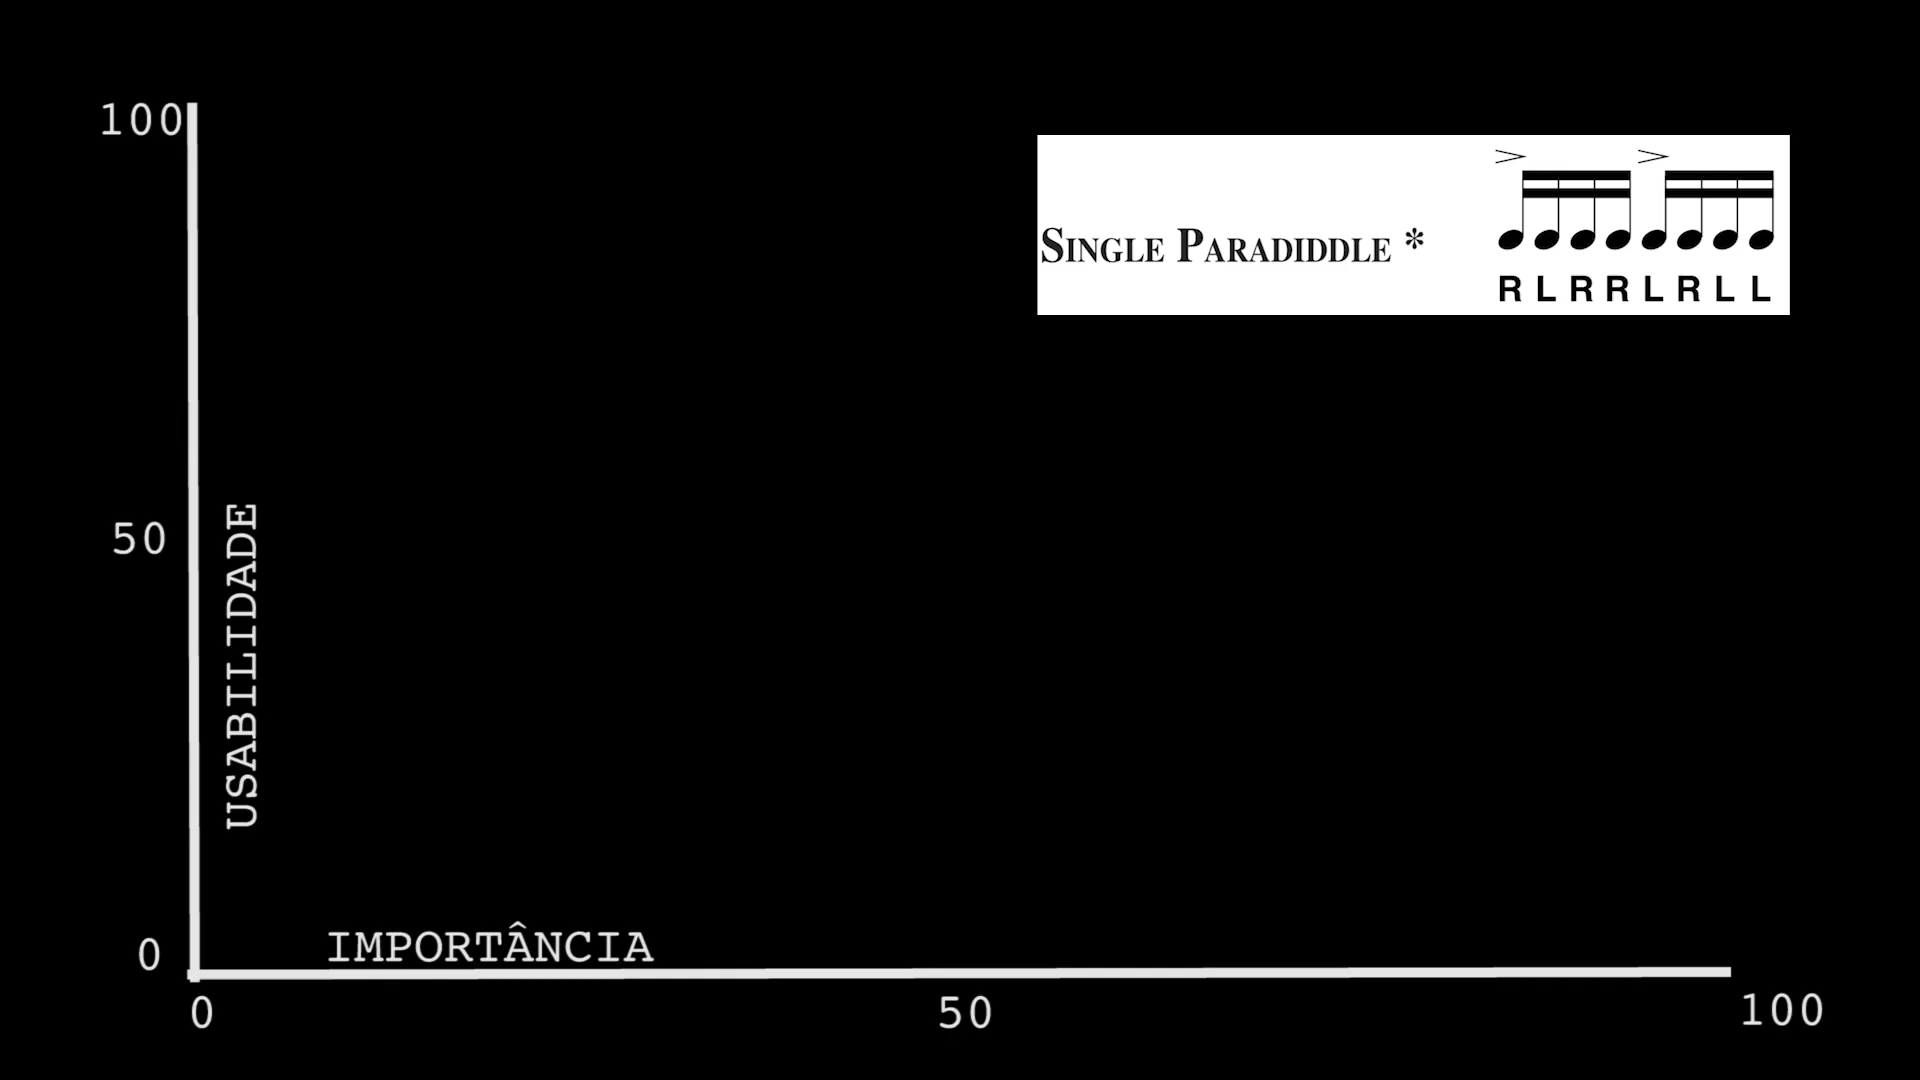 100
SINGLE PARADIDDLE *
> >
R L R R L R L L
50
USABILIDADE
0
IMPORTÂNCIA
0 50 100